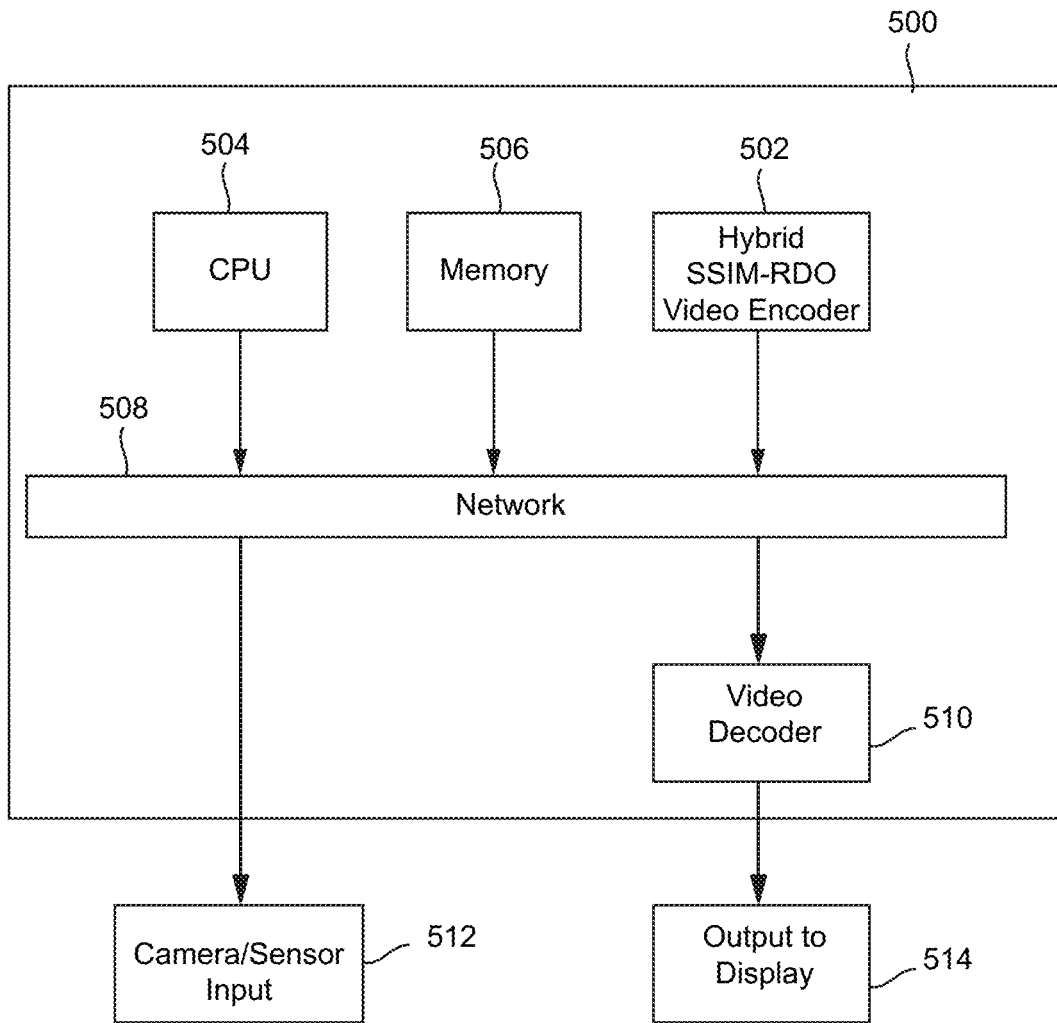 500
504
506
502
CPU
Memory
Hybrid
SSIM-RDO
Video Encoder
508
Network
Video
Decoder
510
Camera/Sensor
Input
512
Output to
Display
514